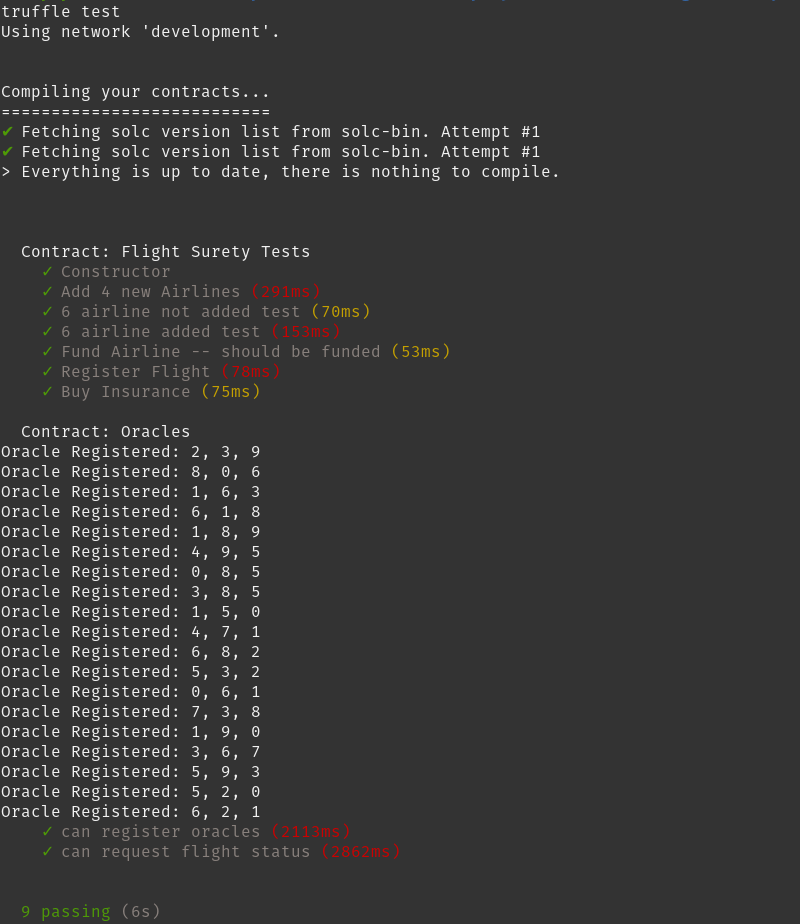 truffle test
Using network 'development'.
Compiling your contracts...
===========================
✔ Fetching solc version list from solc-bin. Attempt #1
✔ Fetching solc version list from solc-bin. Attempt #1
> Everything is up to date, there is nothing to compile.
Contract: Flight Surety Tests
✓ Constructor
✓ Add 4 new Airlines (291ms)
✓ 6 airline not added test (70ms)
✓ 6 airline added test (153ms)
✓ Fund Airline -- should be funded (53ms)
✓ Register Flight (78ms)
✓ Buy Insurance (75ms)
Contract: Oracles
Oracle Registered: 2, 3, 9
Oracle Registered: 8, 0, 6
Oracle Registered: 1, 6, 3
Oracle Registered: 6, 1, 8
Oracle Registered: 1, 8, 9
Oracle Registered: 4, 9, 5
Oracle Registered: 0, 8, 5
Oracle Registered: 3, 8, 5
Oracle Registered: 1, 5, 0
Oracle Registered: 4, 7, 1
Oracle Registered: 6, 8, 2
Oracle Registered: 5, 3, 2
Oracle Registered: 0, 6, 1
Oracle Registered: 7, 3, 8
Oracle Registered: 1, 9, 0
Oracle Registered: 3, 6, 7
Oracle Registered: 5, 9, 3
Oracle Registered: 5, 2, 0
Oracle Registered: 6, 2, 1
✓ can register oracles (2113ms)
✓ can request flight status (2862ms)
9 passing (6s)